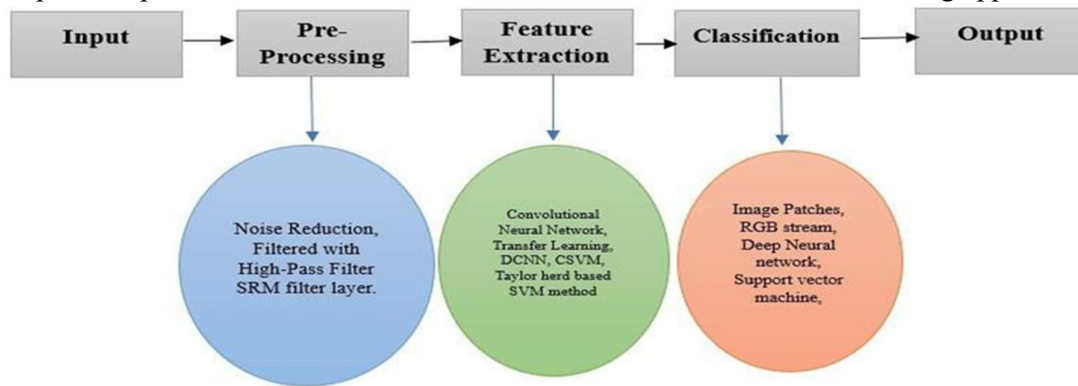 Input
Pre-
Processing
Feature
Extraction
Classification
Output
Noise Reduction,
Filtered with
High-Pass Filter
SRM filter layer.
Convolutional
Neural Network,
Transfer Learning,
DCNN, CSVM,
Taylor herd based
SVM method
Image Patches,
RGB stream,
Deep Neural
network,
Support vector
machine,